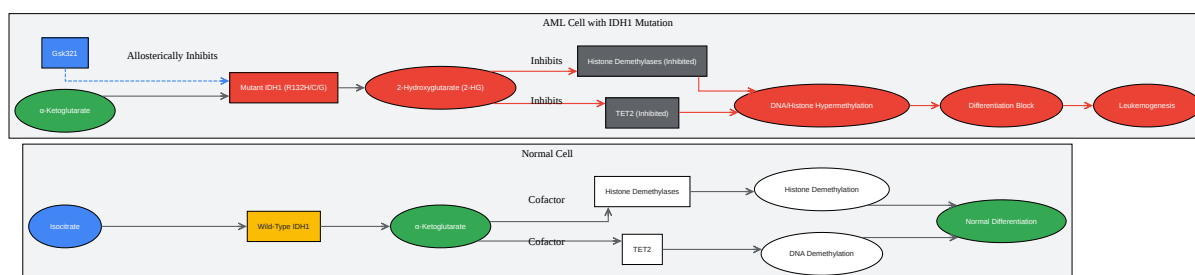 AML Cell with IDH1 Mutation
Gsk321
Allosterically Inhibits
α-Ketoglutarate
Mutant IDH1 (R132H/C/G)
2-Hydroxyglutarate (2-HG)
Inhibits
Inhibits
Histone Demethylases (Inhibited)
TET2 (Inhibited)
DNA/Histone Hypermethylation
Differentiation Block
Leukemogenesis
Normal Cell
Isocitrate
Wild-Type IDH1
α-Ketoglutarate
Cofactor
Cofactor
Histone Demethylases
TET2
Histone Demethylation
DNA Demethylation
Normal Differentiation